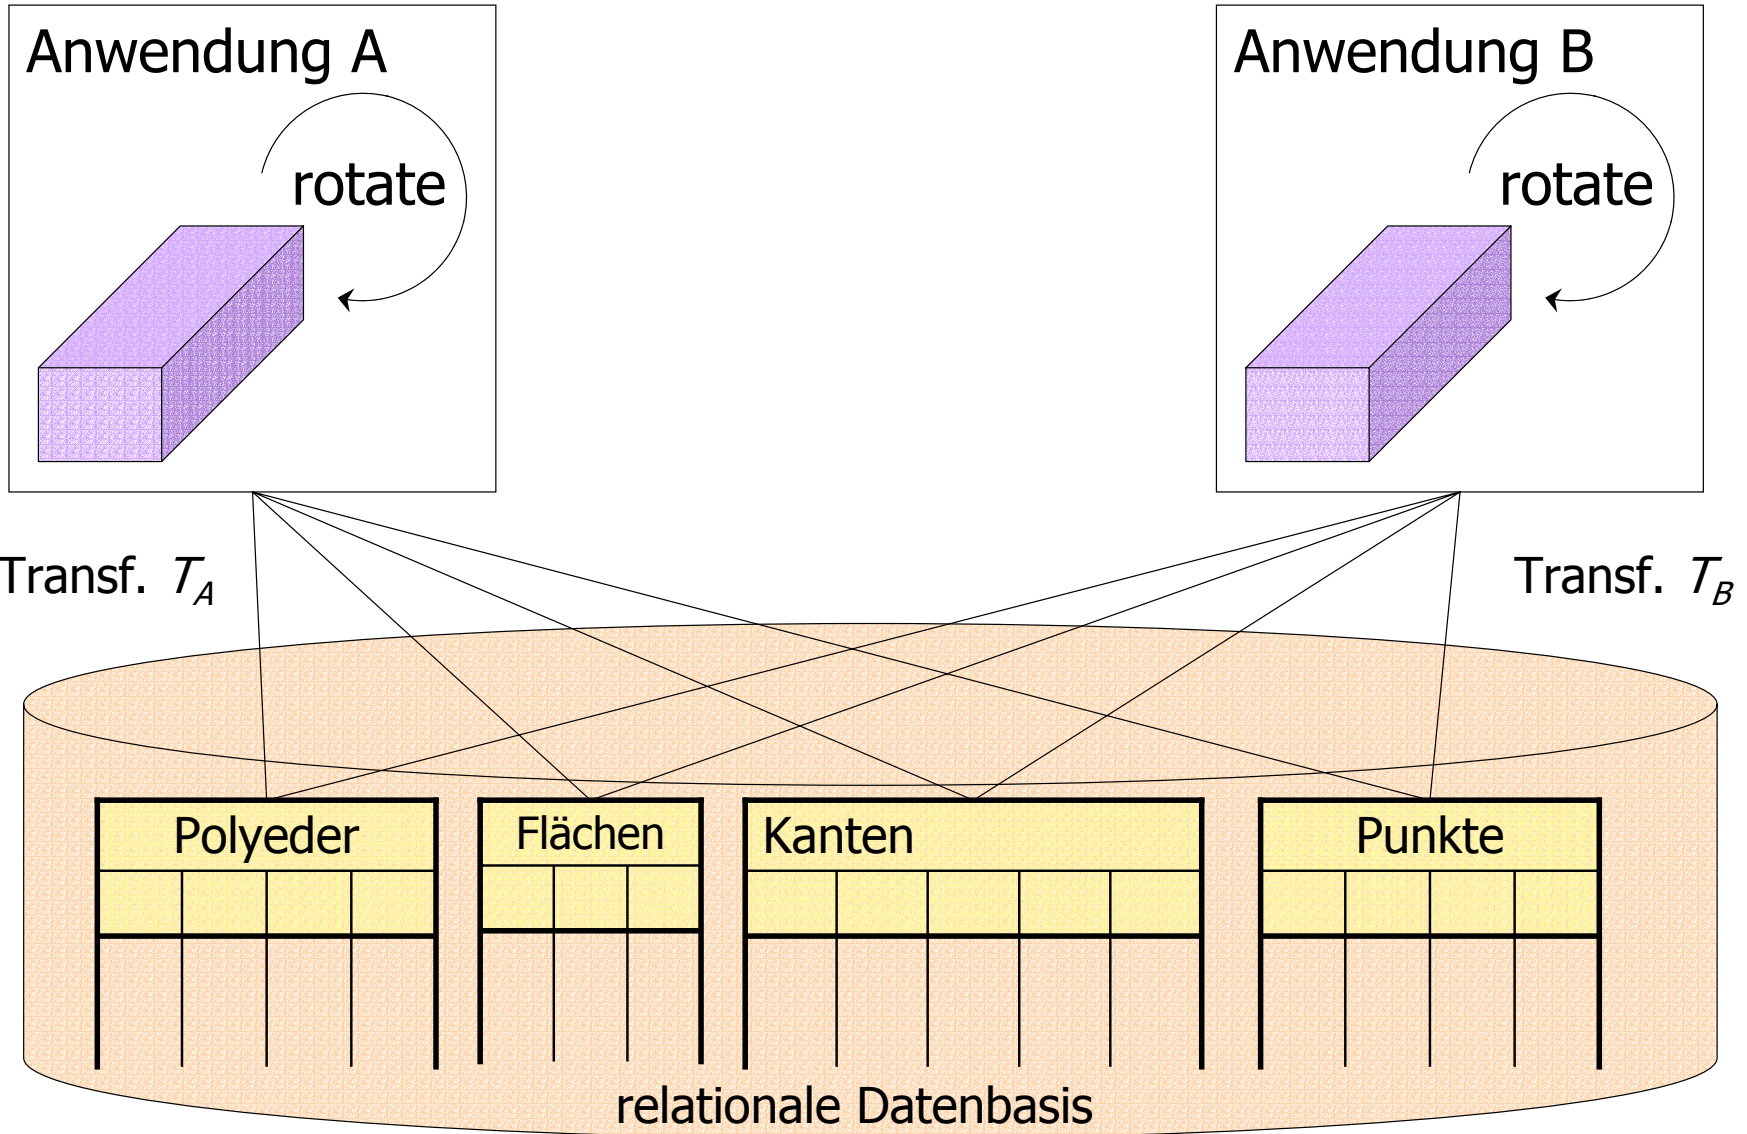 Anwendung A
rotate
Anwendung B
rotate
Transf. T_A
Transf. T_B
Polyeder
Flächen
Kanten
Punkte
relationale Datenbasis